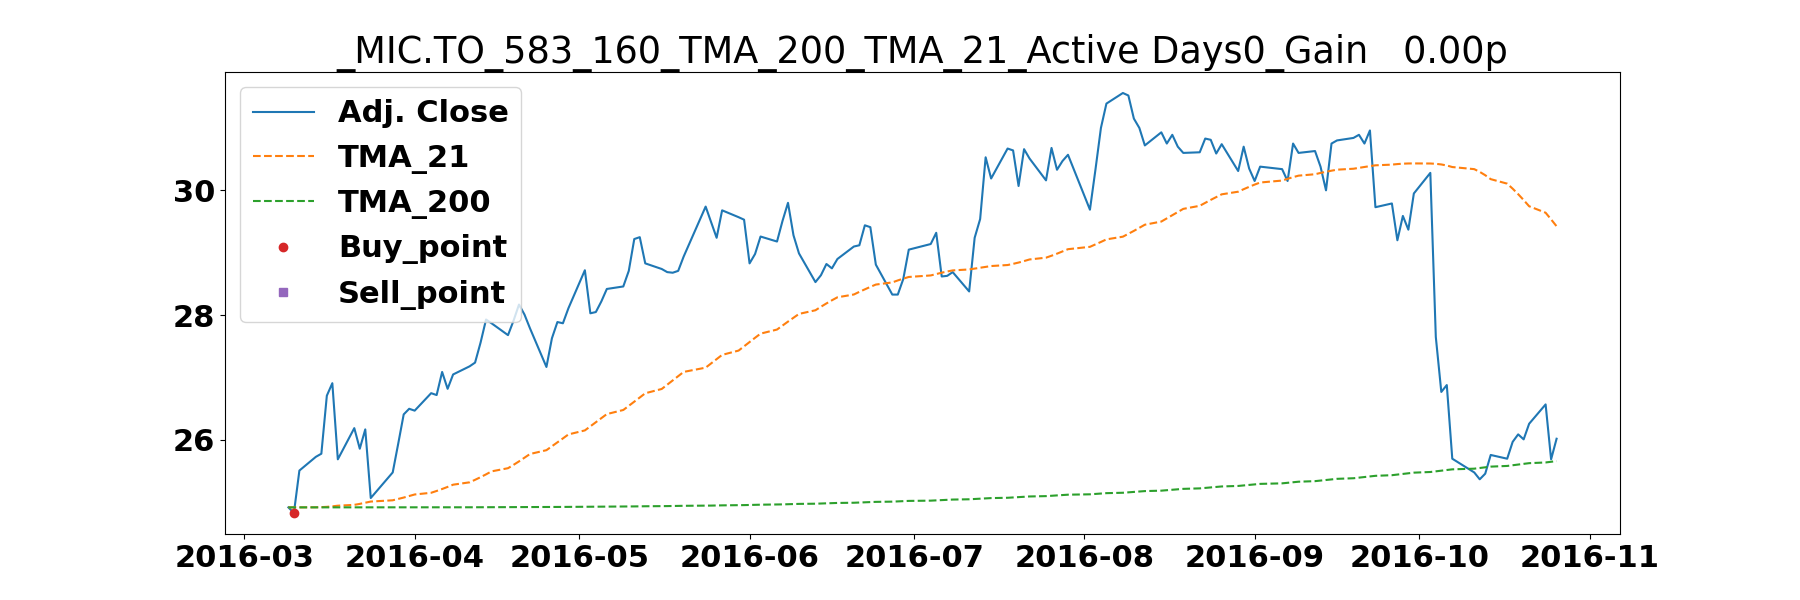 _MIC.TO_583_160_TMA_200_TMA_21_Active Days0_Gain   0.00p
Adj. Close
TMA_21
TMA_200
Buy_point
Sell_point
30
28
26
2016-03 2016-04 2016-05 2016-06 2016-07 2016-08 2016-09 2016-10 2016-11